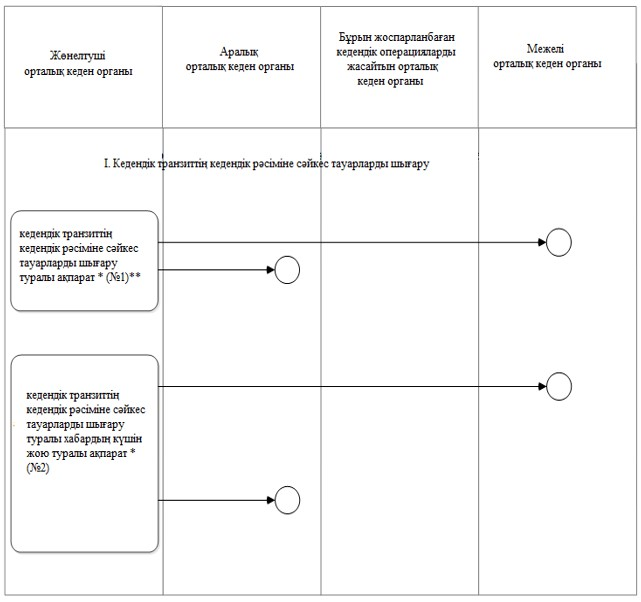 Жөнелтуші
орталық кеден органы
Аралық
орталық кеден органы
Бұрын жоспарланбаған
кедендік операцияларды
жасайтын орталық
кеден органы
Межелі
орталық кеден органы
I. Кедендік транзиттің кедендік рәсіміне сәйкес тауарларды шығару
кедендік транзиттің
кедендік рәсіміне сәйкес
тауарларды шығару
туралы ақпарат * (№1)**
кедендік транзиттің
кедендік рәсіміне сәйкес
тауарларды шығару
туралы хабардың күшін
жою туралы ақпарат *
(№2)